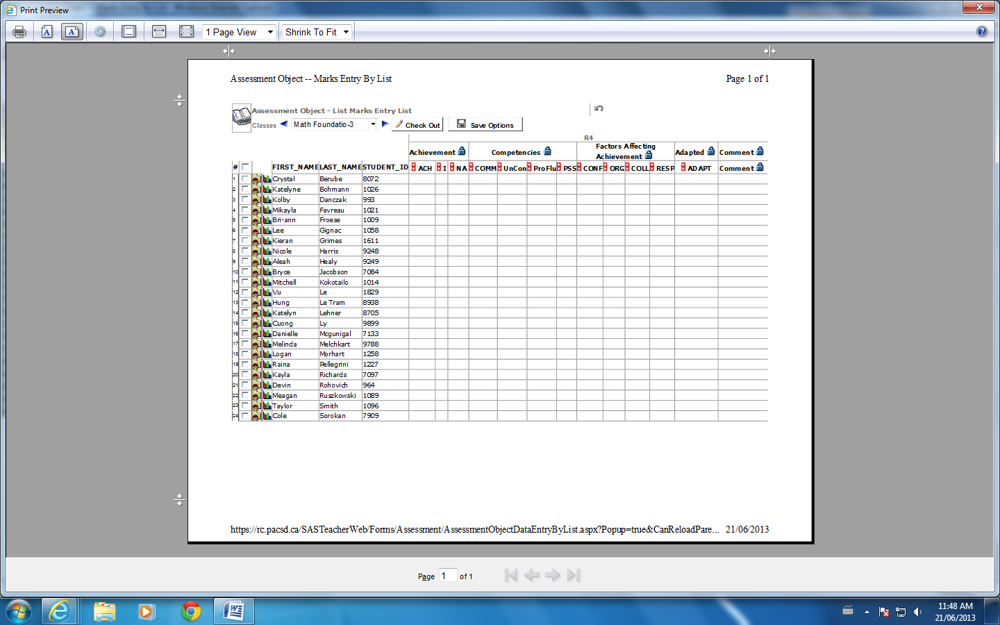 Print Preview
1 Page View
Shrink To Fit
Assessment Object -- Marks Entry By List Page 1 of 1
Assessment Object - List Marks Entry List
Classes Math Foundatio-3 Check Out Save Options
R4
Achievement Competencies Factors Affecting Achievement Adapted Comment
# FIRST_NAME LAST_NAME STUDENT_ID ACH I NA COMM UnCon ProFlu PSS CONF ORG COLL RESP ADAPT Comment
1 Crystal Berube 8072
2 Katelyne Bohmann 1026
3 Kolby Danczak 993
4 Mikayla Favreau 1021
5 Bri-ann Froese 1009
6 Lee Gignac 1058
7 Kieran Grimes 1611
8 Nicole Harris 9248
9 Aleah Healy 9249
10 Bryce Jacobson 7084
11 Mitchell Kokotailo 1014
12 Vu Le 1829
13 Hung Le Tram 8938
14 Katelyn Lehner 8705
15 Cuong Ly 9899
16 Danielle Mcgunigal 7133
17 Melinda Melchkart 9788
18 Logan Morhart 1258
19 Raina Pellegrini 1227
20 Kayla Richards 7097
21 Devin Rohovich 964
22 Meagan Ruszkowski 1089
23 Taylor Smith 1096
24 Cole Sorokan 7909
https://rc.pacsd.ca/SASTeacherWeb/Forms/Assessment/AssessmentObjectDataEntryByList.aspx?Popup=true&CanReloadPare... 21/06/2013
Page 1 of 1
11:48 AM
21/06/2013